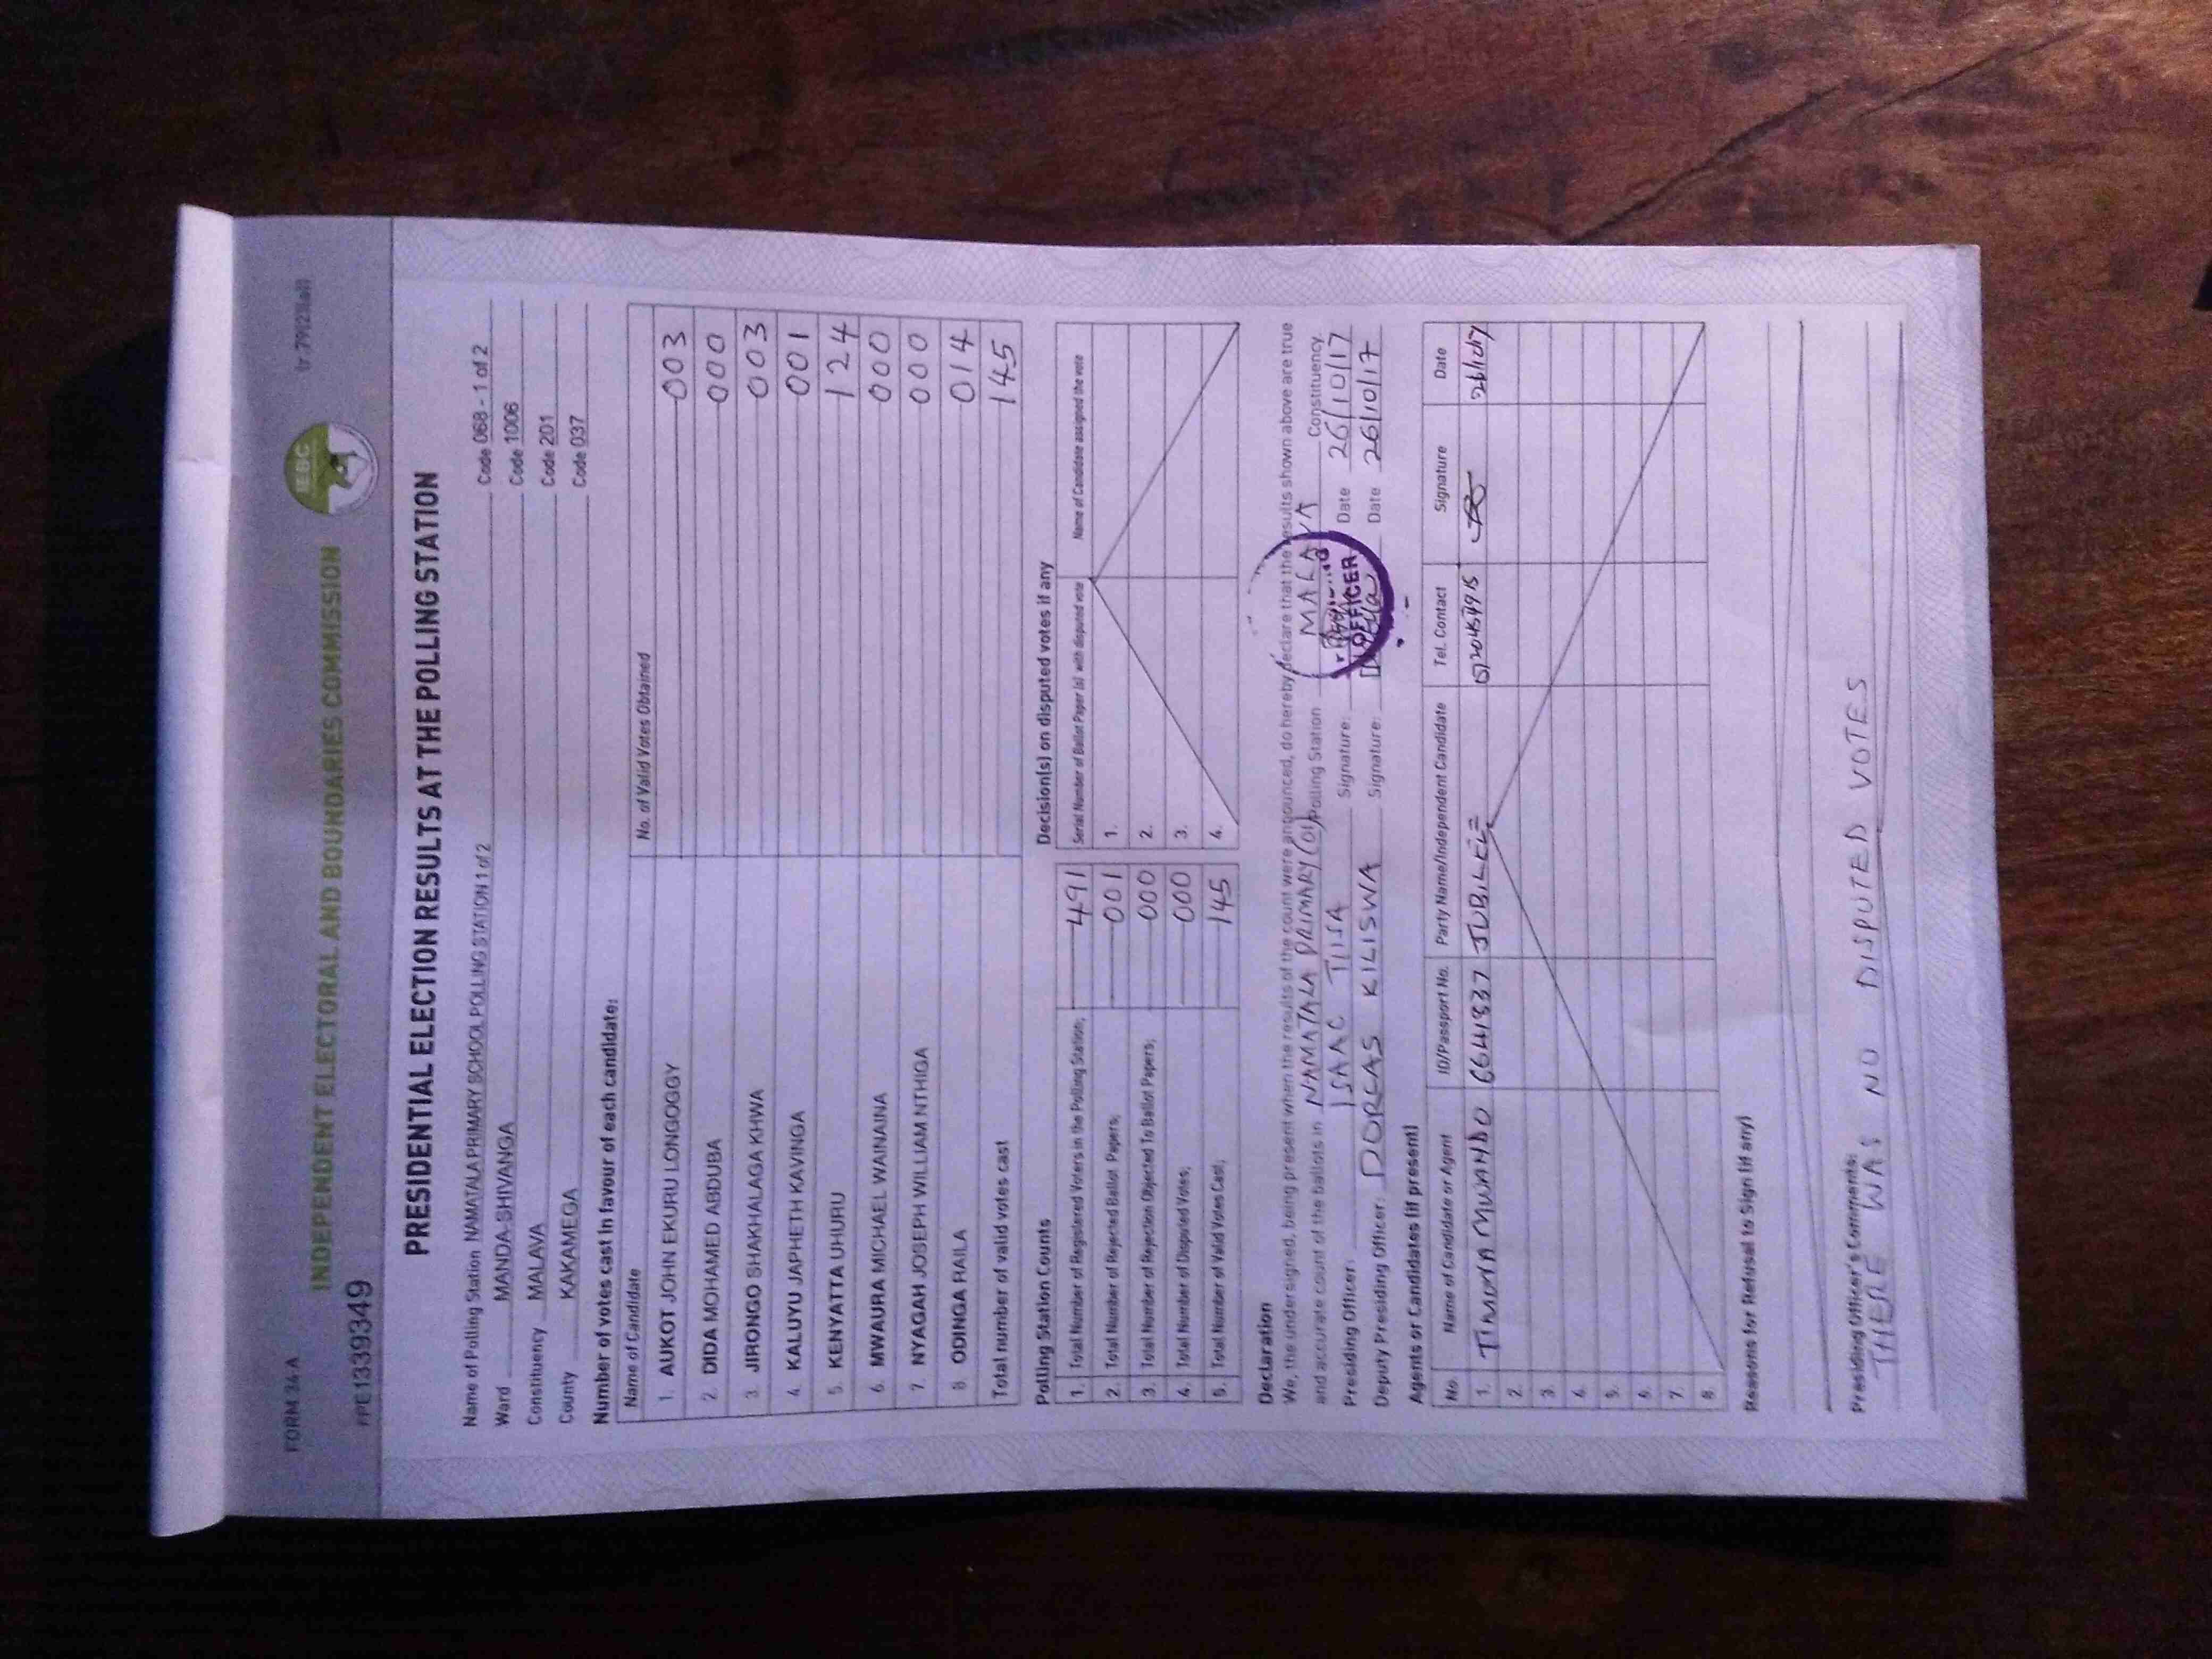 FORM 34A
INDEPENDENT ELECTORAL AND BOUNDARIES COMMISSION
IEBC
PRESIDENTIAL ELECTION RESULTS AT THE POLLING STATION
Name of Polling Station NAMATALA PRIMARY SCHOOL POLLING STATION 1 of 2 Code 068 - 1 of 2
Ward MANDA-SHIVANGA Code 1006
Constituency MALAVA Code 201
County KAKAMEGA Code 037
Number of votes cast in favour of each candidate:
Name of Candidate No. of Valid Votes Obtained
1. AUKOT JOHN EKURU LONGOGGY 003
2. DIDA MOHAMED ABDUBA 000
3. JIRONGO SHAKHALAGA KHWA 003
4. KALUYU JAPHETH KAVINGA 001
5. KENYATTA UHURU 124
6. MWAURA MICHAEL WAINAINA 000
7. NYAGAH JOSEPH WILLIAM NTHIGA 000
8. ODINGA RAILA 014
Total number of valid votes cast 145
Polling Station Counts
1. Total Number of Registered Voters in the Polling Station; 491
2. Total Number of Rejected Ballot Papers; 001
3. Total Number of Rejection Objected To Ballot Papers; 000
4. Total Number of Disputed Votes; 000
5. Total Number of Valid Votes Cast; 145
Decision(s) on disputed votes if any
Serial Number of Ballot Paper (s) with disputed vote Name of Candidate assigned the vote
1.
2.
3.
4.
Declaration
We, the undersigned, being present when the results of the count were announced, do hereby declare that the results shown above are true
and accurate count of the ballots in NAMATALA PRIMARY (01) Polling Station MALAVA Constituency.
Presiding Officer: ISAAC TIISA Signature: Date 26/10/17
Deputy Presiding Officer: DORCAS KILISWA Signature: Date 26/10/17
OFFICER
Agents or Candidates (if present)
No. Name of Candidate or Agent ID/Passport No. Party Name/Independent Candidate Tel. Contact Signature Date
1. MWANDO JUBILEE
2.
3.
4.
5.
6.
7.
8.
Reasons for Refusal to Sign (if any)
Presiding Officer's Comments:
THERE WAS NO DISPUTED VOTES